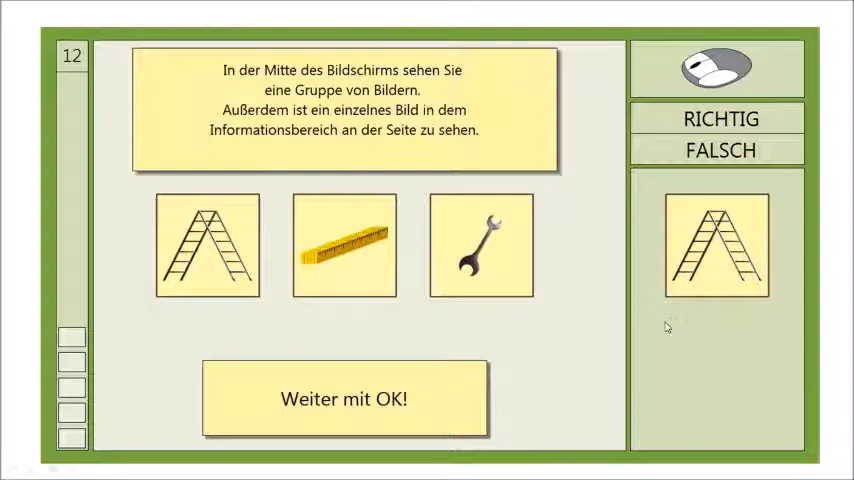 12
In der Mitte des Bildschirms sehen Sie
eine Gruppe von Bildern.
Außerdem ist ein einzelnes Bild in dem
Informationsbereich an der Seite zu sehen.
RICHTIG
FALSCH
Weiter mit OK!